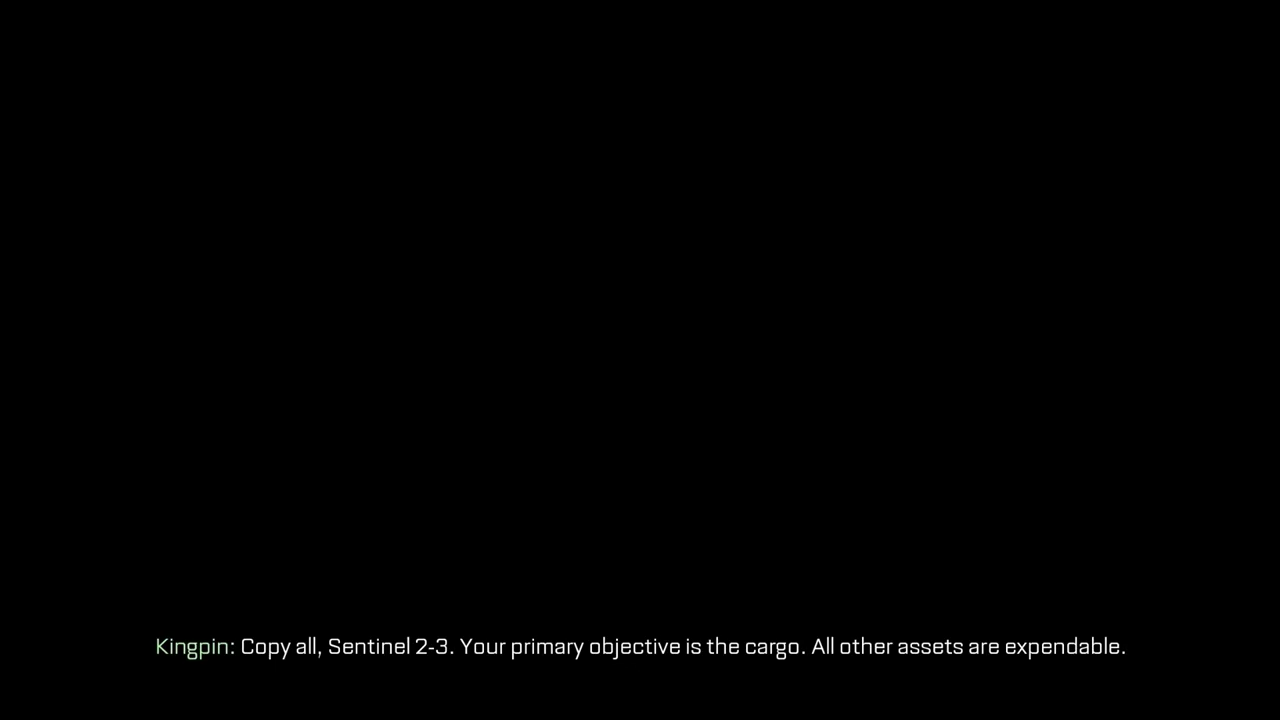 Kingpin: Copy all, Sentinel 2-3. Your primary objective is the cargo. All other assets are expendable.